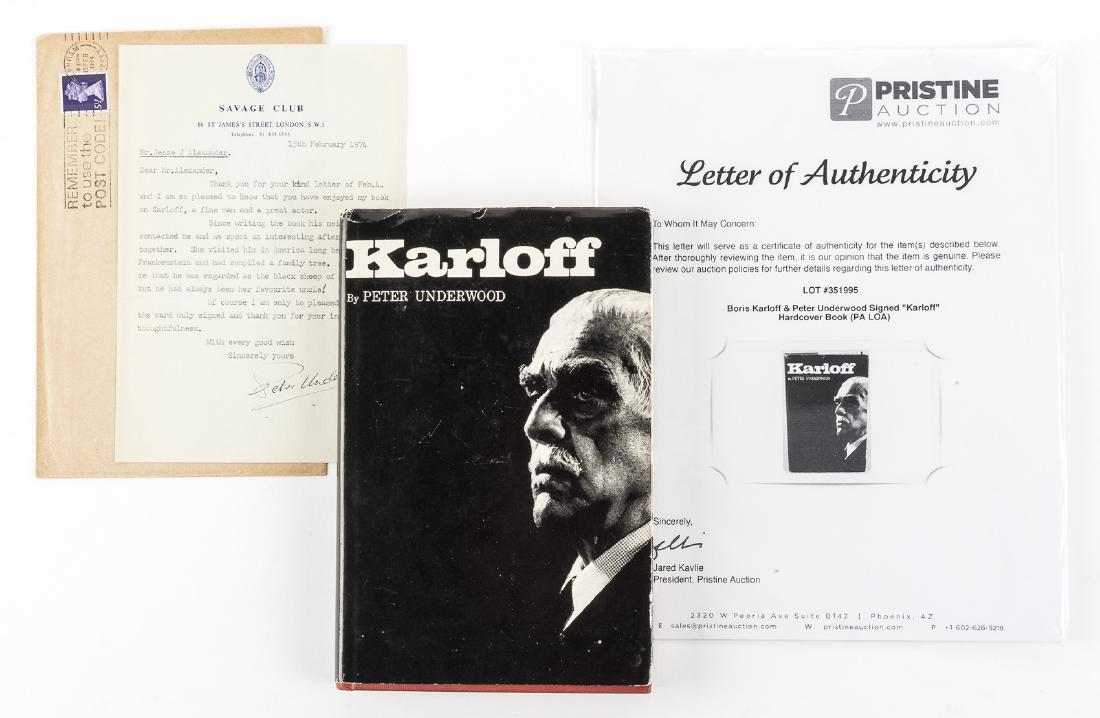 REMEMBER
to use the
POST CODE!
FEB
1974
SAVAGE CLUB
86 ST JAMES'S STREET LONDON. S.W.1
Telephone. 01
15th February 1974
Mr.Jesse J Alexander.
Dear Mr.Alexander,
Thank you for your kind letter of Feb.4.
and I am so pleased to know that you have enjoyed my book
on Karloff, a fine man and a great actor.
Since writing the book his
contacted me and we spent an interesting
together. She visited him in America long
Frankenstein and had compiled a family tree.
me that he was regarded as the black sheep of
but he had always been her favourite uncle!
Of course I am only to pleased
the card duly signed and thank you for your
thoughtfulness.
With every good wish
Sincerely yours
Peter
Karloff
By PETER UNDERWOOD
P PRISTINE
AUCTION
www.pristineauction.com
Letter of Authenticity
To Whom It May Concern:
This letter will serve as a certificate of authenticity for the item(s) described below.
After thoroughly reviewing the item, it is our opinion that the item is genuine. Please
review our auction policies for further details regarding this letter of authenticity.
LOT #351995
Boris Karloff & Peter Underwood Signed "Karloff"
Hardcover Book (PA LOA)
Karloff
By PETER UNDERWOOD
Sincerely,
Jared Kavlie
President, Pristine Auction
2320 W Peoria Ave Suite B142 | Phoenix, AZ
E sales@pristineauction.com W pristineauction.com P +1 602-626-5218